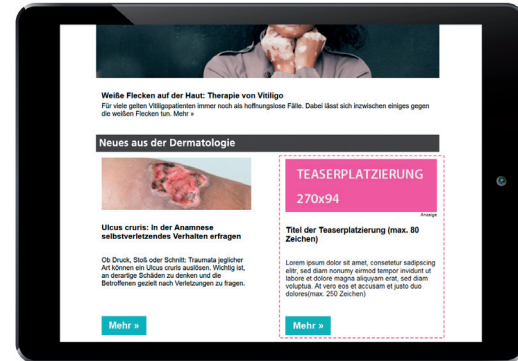 Weiße Flecken auf der Haut: Therapie von Vitiligo
Für viele gelten Vitiligopatienten immer noch als hoffnungslose Fälle. Dabei lässt sich inzwischen einiges gegen
die weißen Flecken tun. Mehr »
Neues aus der Dermatologie
Ulcus cruris: In der Anamnese
selbstverletzendes Verhalten erfragen
Ob Druck, Stoß oder Schnitt: Traumata jeglicher
Art können ein Ulcus cruris auslösen. Wichtig ist,
an derartige Schäden zu denken und die
Betroffenen gezielt nach Verletzungen zu fragen.
Mehr »
TEASERPLATZIERUNG
270x94
Anzeige
Titel der Teaserplatzierung (max. 80
Zeichen)
Lorem ipsum dolor sit amet, consetetur sadipscing
elitr, sed diam nonumy eirmod tempor invidunt ut
labore et dolore magna aliquyam erat, sed diam
voluptua. At vero eos et accusam et justo duo
dolores(max. 250 Zeichen)
Mehr »